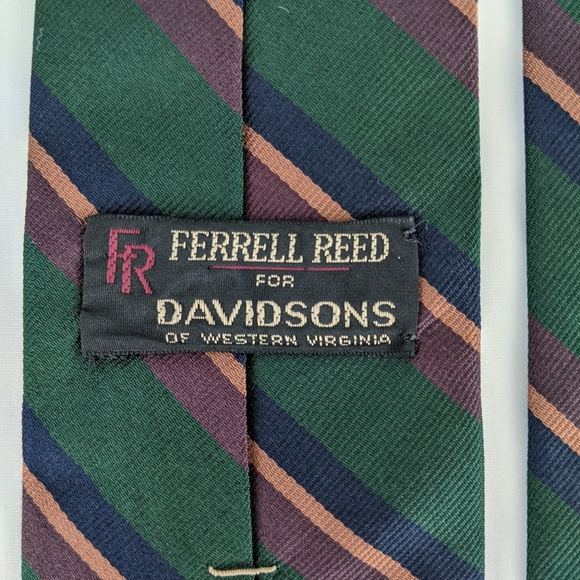 FR FERRELL REED
FOR
DAVIDSONS
OF WESTERN VIRGINIA